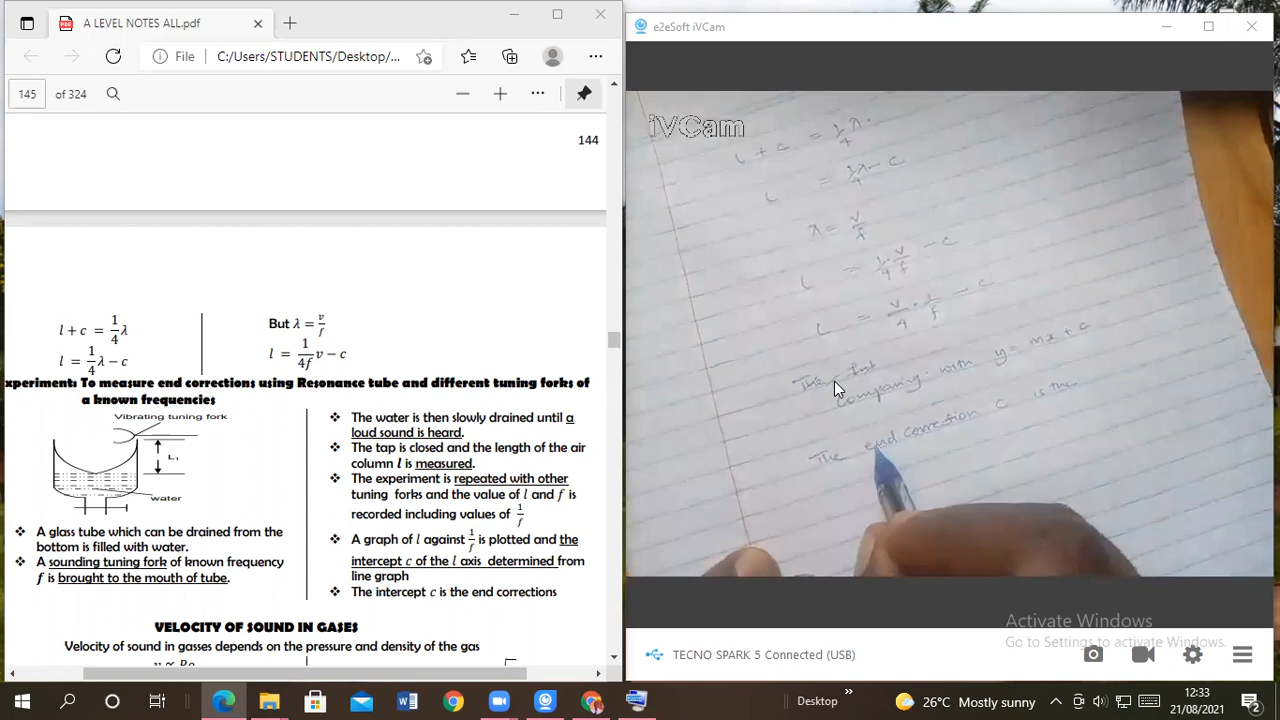 A LEVEL NOTES ALL.pdf
File
C:/Users/STUDENTS/Desktop/...
145
of 324
144
l + c = 1/4 λ
l = 1/4 λ − c
But λ = v/f
l = 1/4f v − c
xperiment: To measure end corrections using Resonance tube and different tuning forks of
a known frequencies
Vibrating tuning fork
L₁
water
❖ A glass tube which can be drained from the
bottom is filled with water.
❖ A sounding tuning fork of known frequency
f is brought to the mouth of tube.
❖ The water is then slowly drained until a
loud sound is heard.
❖ The tap is closed and the length of the air
column l is measured.
❖ The experiment is repeated with other
tuning forks and the value of l and f is
recorded including values of 1/f
❖ A graph of l against 1/f is plotted and the
intercept c of the l axis determined from
line graph
❖ The intercept c is the end corrections
VELOCITY OF SOUND IN GASES
Velocity of sound in gasses depends on the pressure and density of the gas
e2eSoft iVCam
iVCam
l + c = 1/4 λ.
l = 1/4 λ − c
λ = v/f
l = 1/4 v/f − c
l = v/4 · 1/f − c
The
Comparing with y = mx + c
The end correction c is the
Activate Windows
Go to Settings to activate Windows.
TECNO SPARK 5 Connected (USB)
Desktop
26°C Mostly sunny
12:33
21/08/2021
2